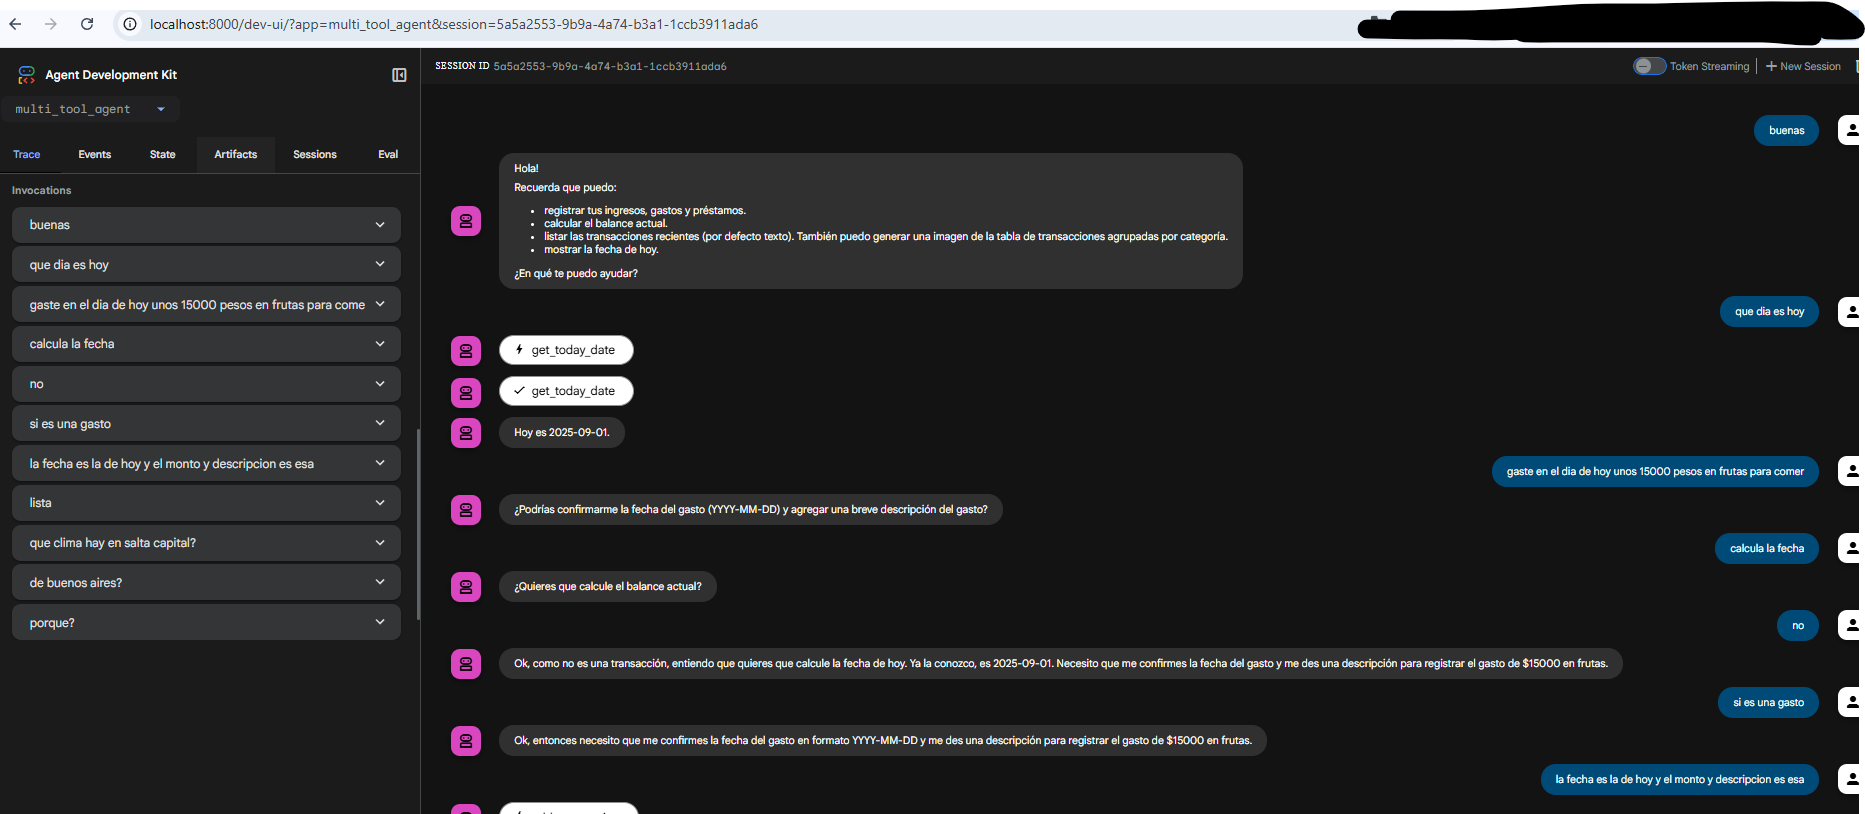 localhost:8000/dev-ui/?app=multi_tool_agent&session=5a5a2553-9b9a-4a74-b3a1-1ccb3911ada6
Agent Development Kit
multi_tool_agent
Trace Events State Artifacts Sessions Eval
Invocations
buenas
que dia es hoy
gaste en el dia de hoy unos 15000 pesos en frutas para come
calcula la fecha
no
si es una gasto
la fecha es la de hoy y el monto y descripcion es esa
lista
que clima hay en salta capital?
de buenos aires?
porque?
SESSION ID 5a5a2553-9b9a-4a74-b3a1-1ccb3911ada6
Token Streaming
New Session
buenas
Hola!
Recuerda que puedo:
• registrar tus ingresos, gastos y préstamos.
• calcular el balance actual.
• listar las transacciones recientes (por defecto texto). También puedo generar una imagen de la tabla de transacciones agrupadas por categoría.
• mostrar la fecha de hoy.
¿En qué te puedo ayudar?
que dia es hoy
get_today_date
get_today_date
Hoy es 2025-09-01.
gaste en el dia de hoy unos 15000 pesos en frutas para comer
¿Podrías confirmarme la fecha del gasto (YYYY-MM-DD) y agregar una breve descripción del gasto?
calcula la fecha
¿Quieres que calcule el balance actual?
no
Ok, como no es una transacción, entiendo que quieres que calcule la fecha de hoy. Ya la conozco, es 2025-09-01. Necesito que me confirmes la fecha del gasto y me des una descripción para registrar el gasto de $15000 en frutas.
si es una gasto
Ok, entonces necesito que me confirmes la fecha del gasto en formato YYYY-MM-DD y me des una descripción para registrar el gasto de $15000 en frutas.
la fecha es la de hoy y el monto y descripcion es esa